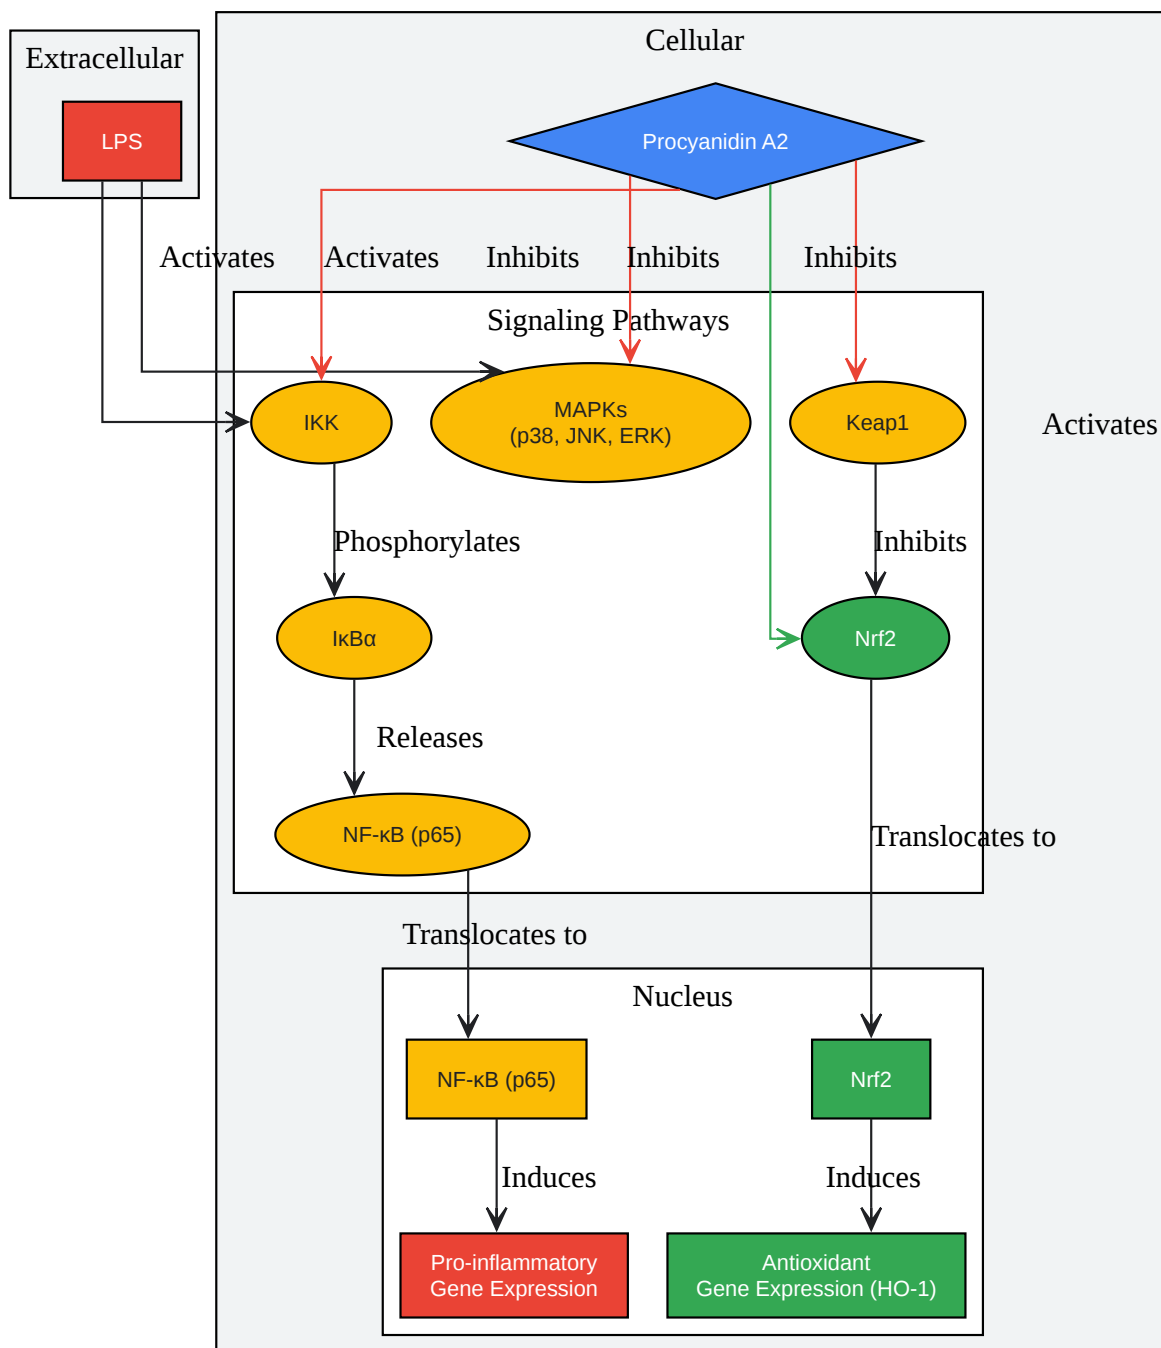 Cellular
Extracellular
LPS
Procyanidin A2
Activates
Activates
Inhibits
Inhibits
Inhibits
Signaling Pathways
IKK
MAPKs
(p38, JNK, ERK)
Keap1
Activates
Phosphorylates
Inhibits
IκBα
Nrf2
Releases
NF-κB (p65)
Translocates to
Translocates to
Nucleus
NF-κB (p65)
Nrf2
Induces
Induces
Pro-inflammatory
Gene Expression
Antioxidant
Gene Expression (HO-1)